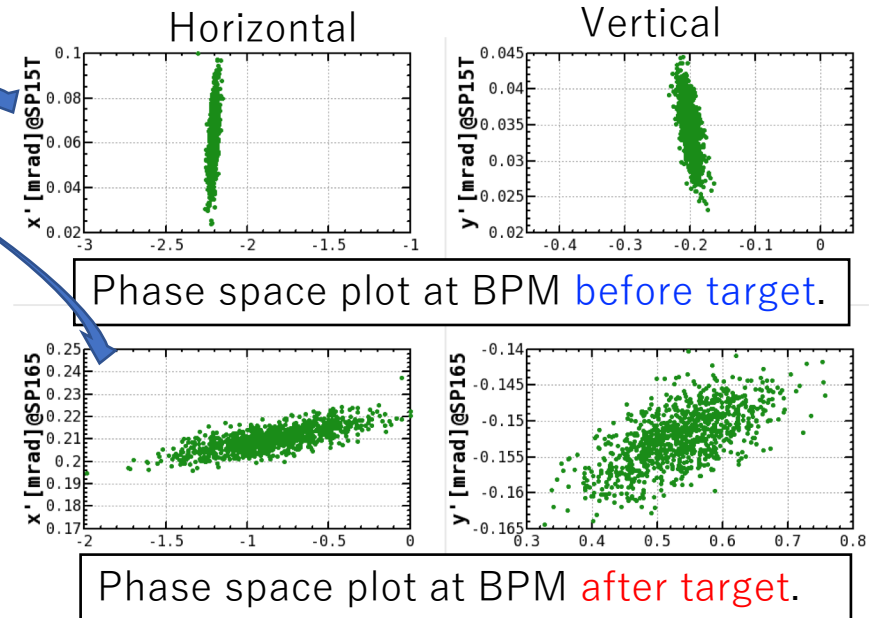 Horizontal
Vertical
x'[mrad]@SP15T
0.1
0.08
0.06
0.04
0.02
-3 -2.5 -2 -1.5 -1
y'[mrad]@SP15T
0.045
0.04
0.035
0.03
0.025
0.02
-0.4 -0.3 -0.2 -0.1 0
Phase space plot at BPM before target.
x'[mrad]@SP165
0.25
0.24
0.23
0.22
0.21
0.2
0.19
0.18
0.17
-2 -1.5 -1 -0.5 0
y'[mrad]@SP165
-0.14
-0.145
-0.15
-0.155
-0.16
-0.165
0.3 0.4 0.5 0.6 0.7 0.8
Phase space plot at BPM after target.